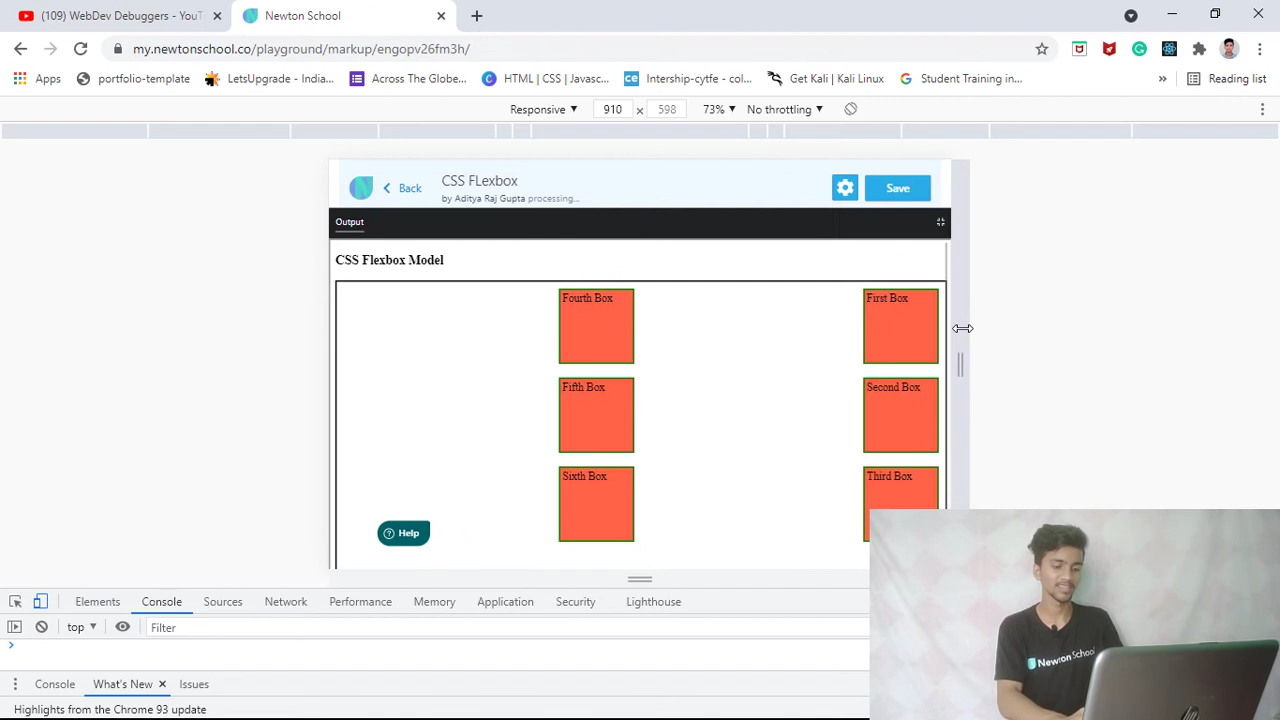 (109) WebDev Debuggers - YouT
Newton School
my.newtonschool.co/playground/markup/engopv26fm3h/
Apps
portfolio-template
LetsUpgrade - India...
Across The Globe...
HTML | CSS | Javasc...
Intership-cytfe - col...
Get Kali | Kali Linux
Student Training in...
»
Reading list
Responsive
910 x 598
73%
No throttling
Back
CSS FLexbox
by Aditya Raj Gupta processing...
Save
Output
CSS Flexbox Model
Fourth Box
First Box
Fifth Box
Second Box
Sixth Box
Third Box
Help
Elements
Console
Sources
Network
Performance
Memory
Application
Security
Lighthouse
top
Filter
Newton School
Console
What's New
Issues
Highlights from the Chrome 93 update
hp